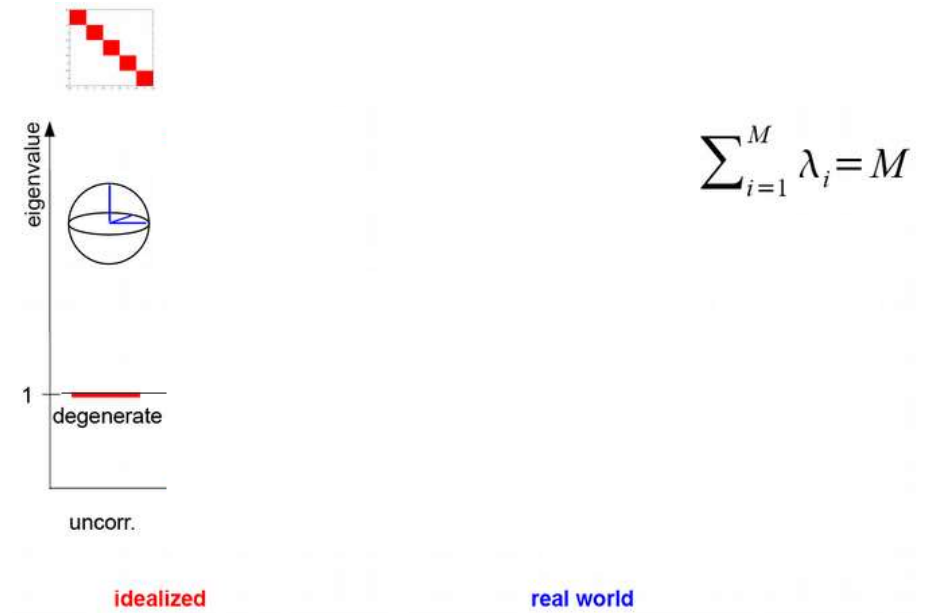 eigenvalue
∑_{i=1}^{M} λ_i = M
1
degenerate
uncorr.
idealized
real world